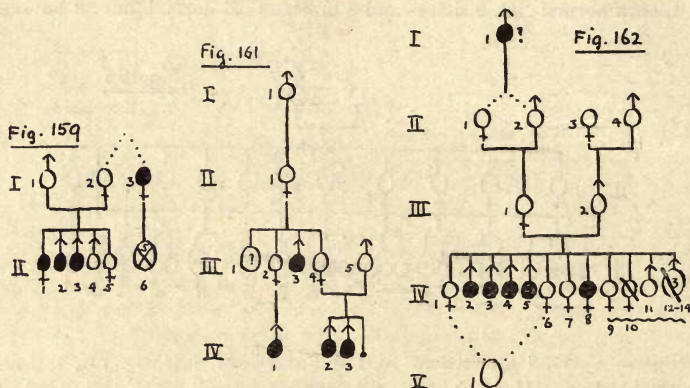 Fig. 159
I 1 2 3
II 1 2 3 4 5 6
Fig. 161
I 1
II 1
III 1 ? 2 3 4 5
IV 1 2 3
Fig. 162
I 1 ?
II 1 2 3 4
III 1 2
IV 1 2 3 4 5 6 7 8 9 10 11 3 12-14
V 1